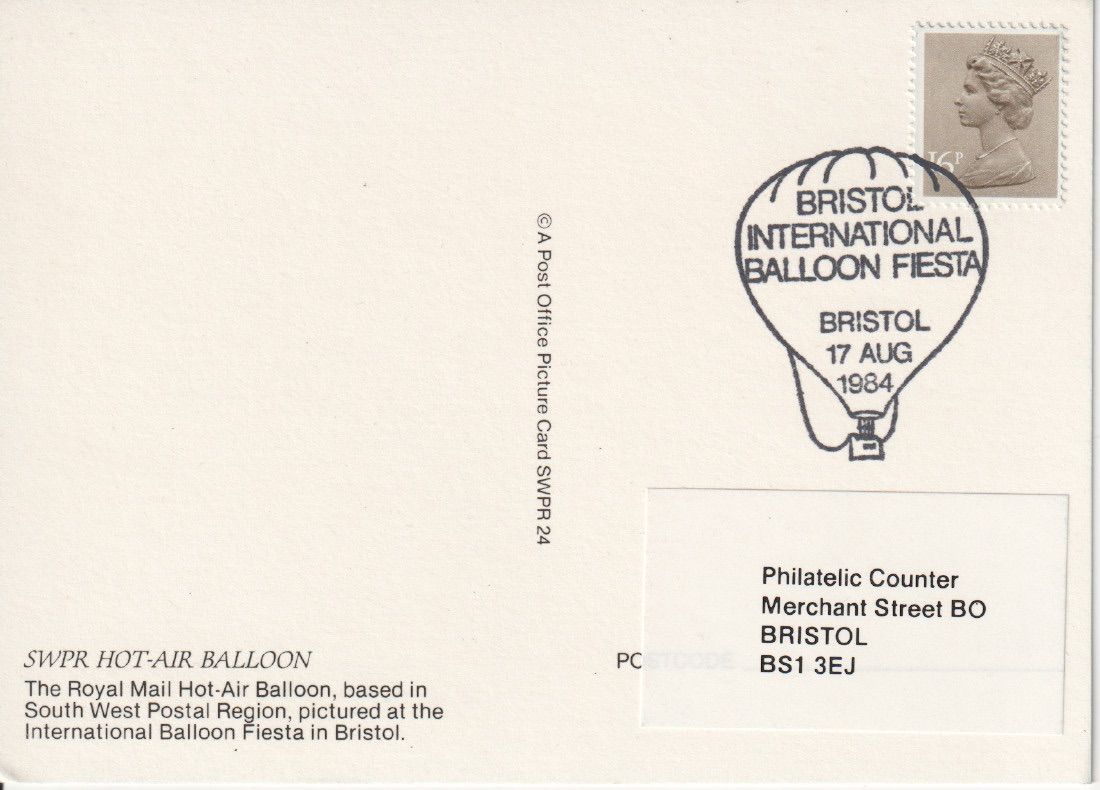 16P
BRISTOL
INTERNATIONAL
BALLOON FIESTA
BRISTOL
17 AUG
1984
© A Post Office Picture Card SWPR 24
Philatelic Counter
Merchant Street BO
BRISTOL
BS1 3EJ
POSTCODE
SWPR HOT-AIR BALLOON
The Royal Mail Hot-Air Balloon, based in
South West Postal Region, pictured at the
International Balloon Fiesta in Bristol.